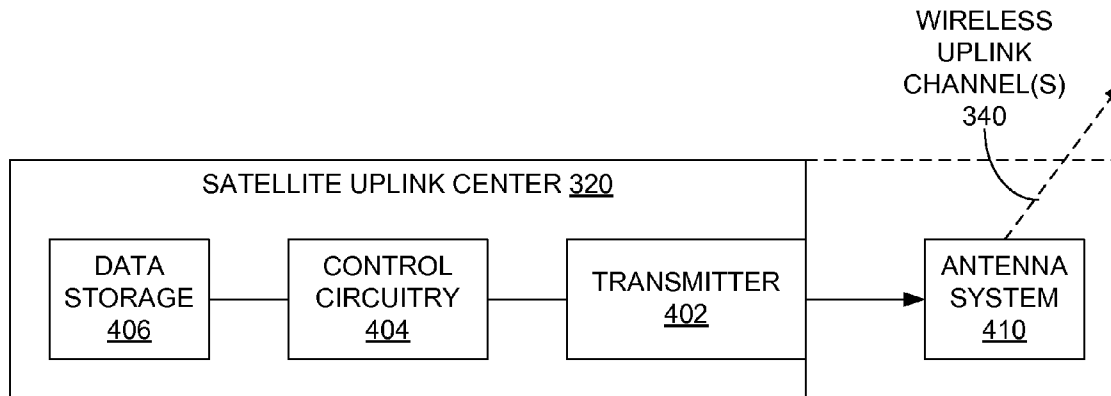 WIRELESS
UPLINK
CHANNEL(S)
340
SATELLITE UPLINK CENTER 320
DATA
STORAGE
406
CONTROL
CIRCUITRY
404
TRANSMITTER
402
ANTENNA
SYSTEM
410